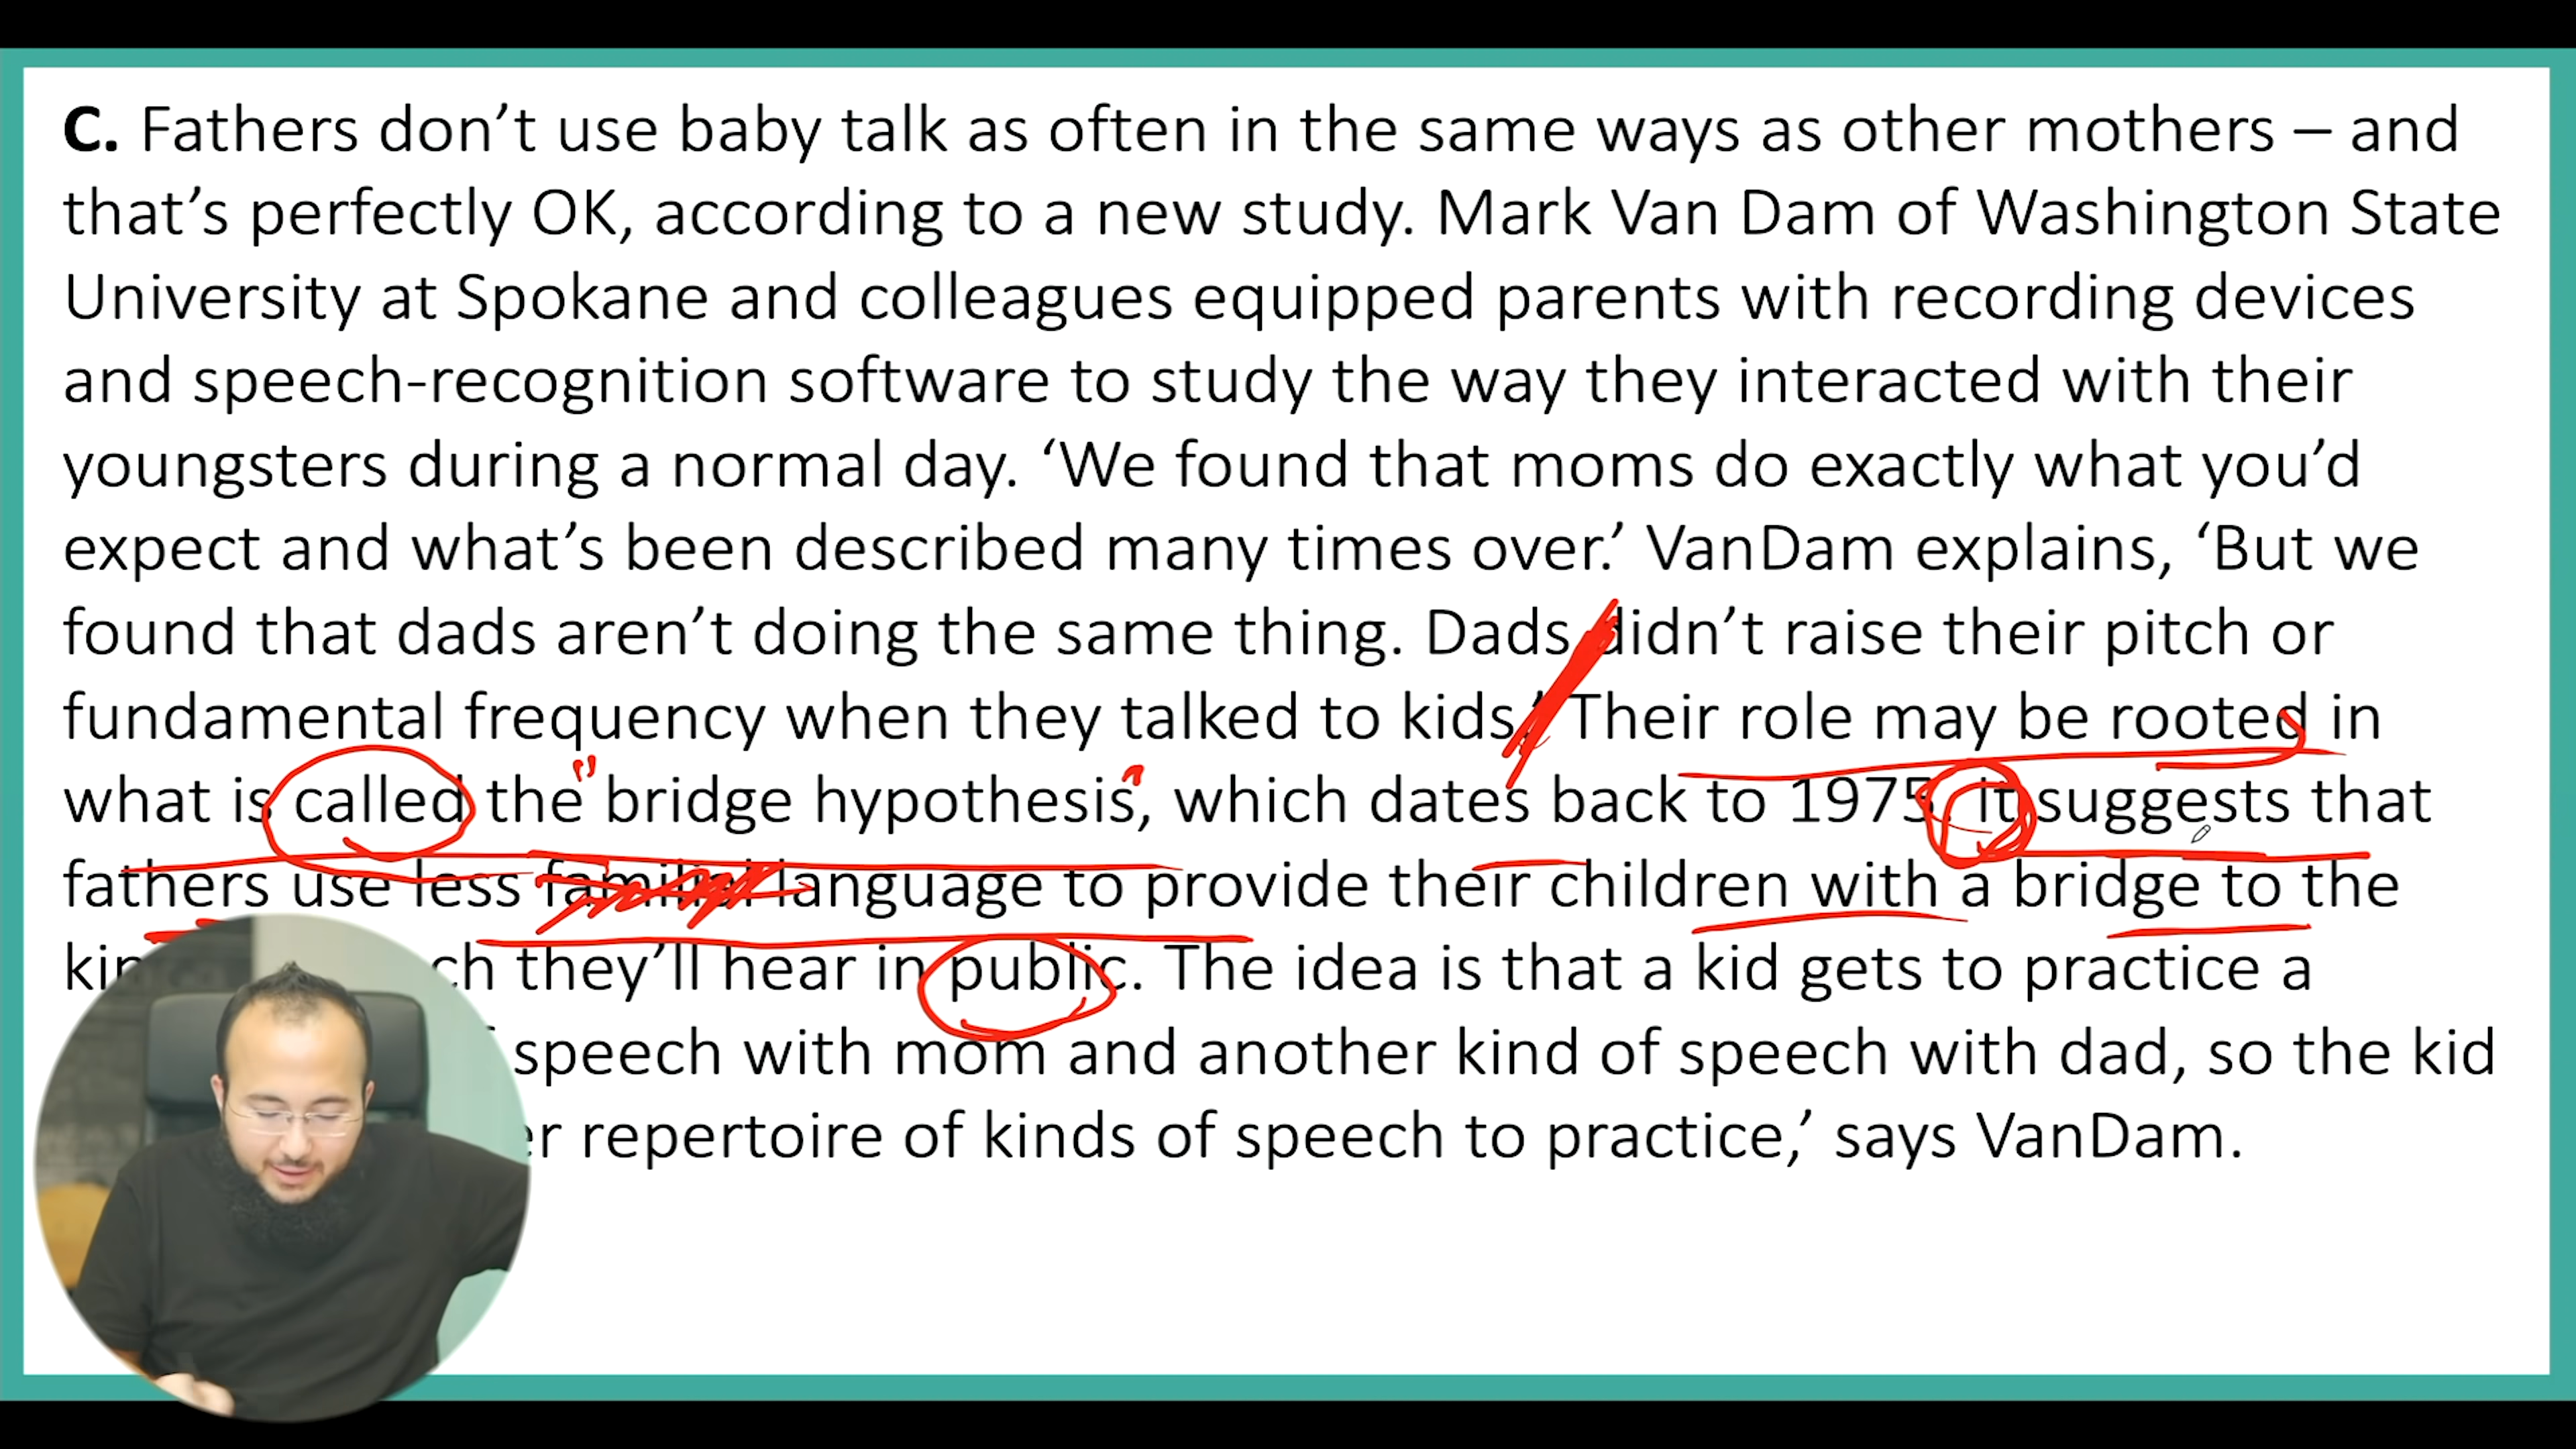 C. Fathers don’t use baby talk as often in the same ways as other mothers – and
that’s perfectly OK, according to a new study. Mark Van Dam of Washington State
University at Spokane and colleagues equipped parents with recording devices
and speech-recognition software to study the way they interacted with their
youngsters during a normal day. ‘We found that moms do exactly what you’d
expect and what’s been described many times over.’ VanDam explains, ‘But we
found that dads aren’t doing the same thing. Dads didn’t raise their pitch or
fundamental frequency when they talked to kids.’ Their role may be rooted in
what is called the "bridge hypothesis", which dates back to 1975. It suggests that
fathers use less familial language to provide their children with a bridge to the
they’ll hear in public. The idea is that a kid gets to practice a
speech with mom and another kind of speech with dad, so the kid
repertoire of kinds of speech to practice,’ says VanDam.